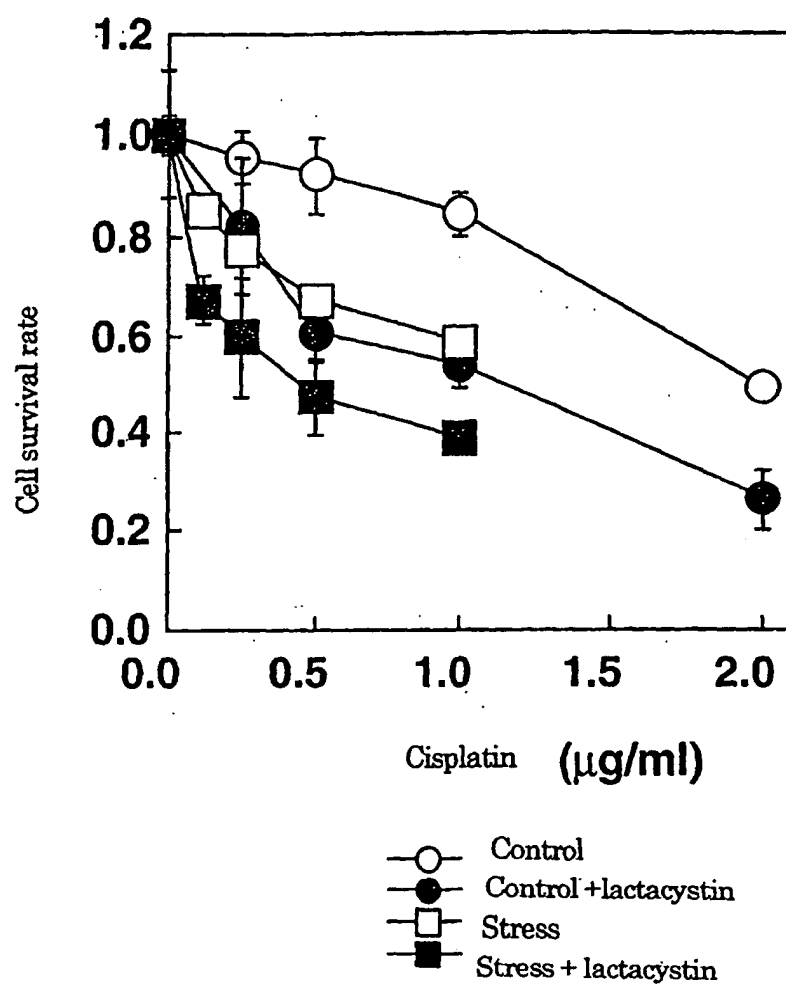 1.2
1.0
0.8
0.6
0.4
0.2
0.0
Cell survival rate
0.0 0.5 1.0 1.5 2.0
Cisplatin (μg/ml)
Control
Control+lactacystin
Stress
Stress + lactacystin